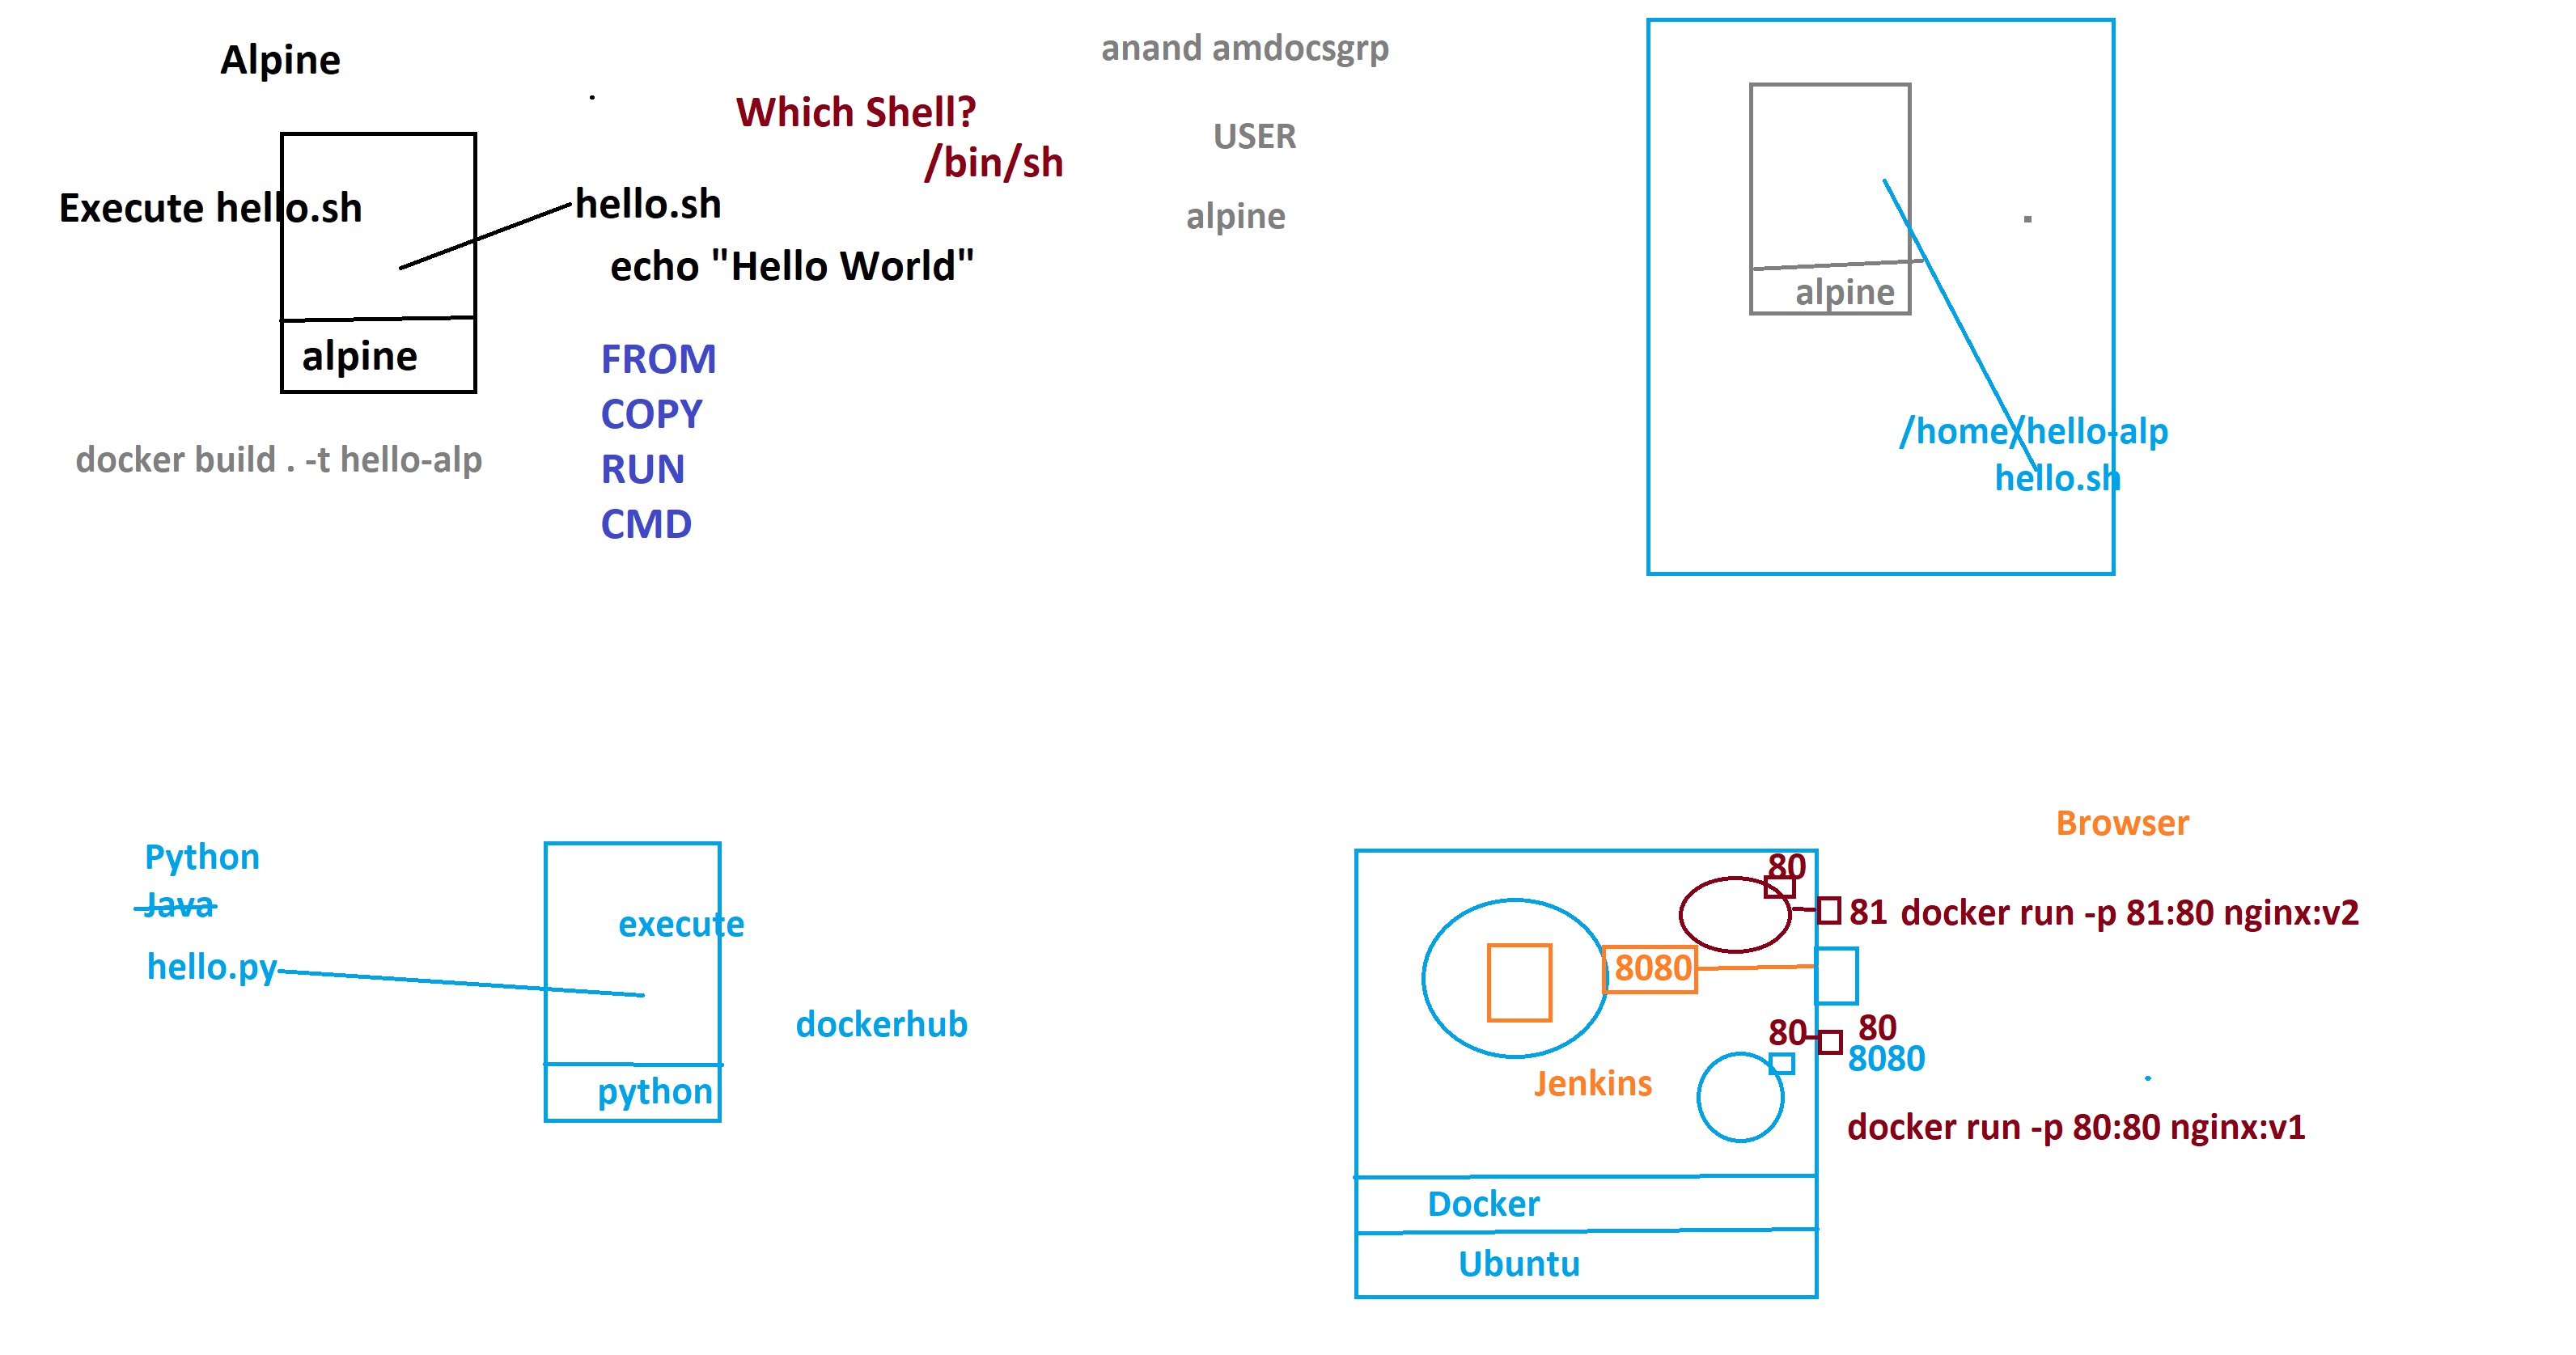 Alpine
Which Shell?
/bin/sh
Execute hello.sh
hello.sh
echo "Hello World"
alpine
FROM
COPY
RUN
CMD
docker build . -t hello-alp
anand amdocsgrp
USER
alpine
alpine
/home/hello-alp
hello.sh
Python
Java
hello.py
execute
dockerhub
python
Browser
80
81 docker run -p 81:80 nginx:v2
8080
80
80
8080
Jenkins
docker run -p 80:80 nginx:v1
Docker
Ubuntu